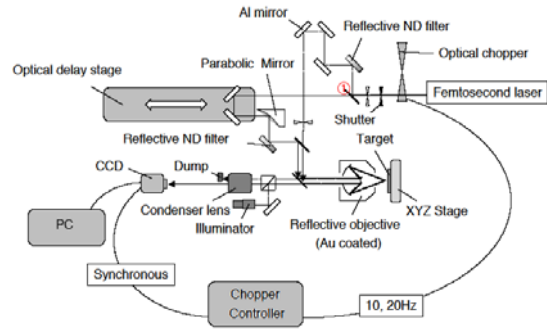 Al mirror
Reflective ND filter
Optical chopper
Optical delay stage
Parabolic Mirror
Femtosecond laser
Shutter
Reflective ND filter
Target
CCD
Dump
Condenser lens
Illuminator
Reflective objective
(Au coated)
XYZ Stage
PC
Synchronous
Chopper
Controller
10, 20Hz